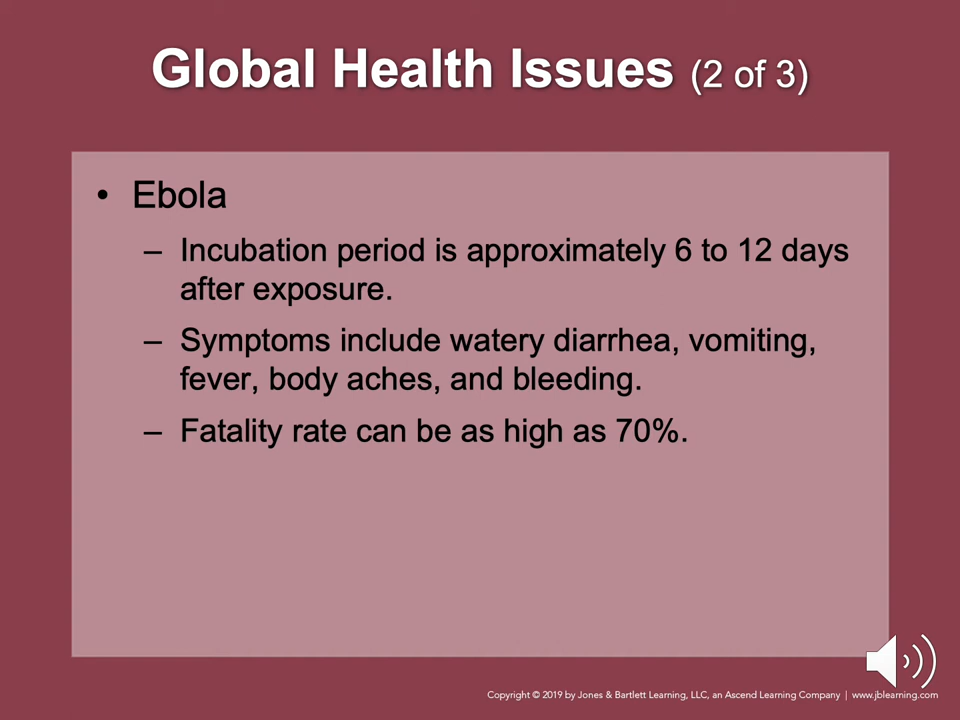 Global Health Issues (2 of 3)
• Ebola
– Incubation period is approximately 6 to 12 days
after exposure.
– Symptoms include watery diarrhea, vomiting,
fever, body aches, and bleeding.
– Fatality rate can be as high as 70%.
Copyright © 2019 by Jones & Bartlett Learning, LLC, an Ascend Learning Company | www.jblearning.com